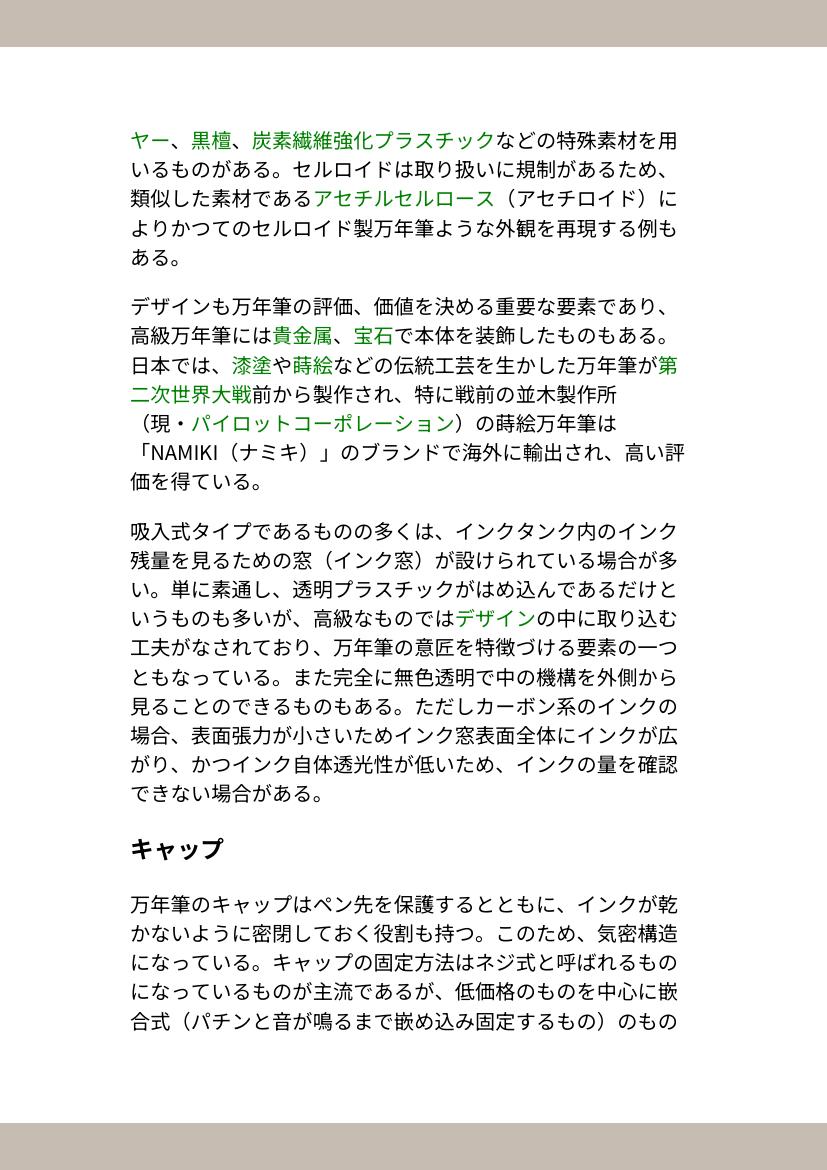 ヤー、黒檀、炭素繊維強化プラスチックなどの特殊素材を用
いるものがある。セルロイドは取り扱いに規制があるため、
類似した素材であるアセチルセルロース（アセチロイド）に
よりかつてのセルロイド製万年筆ような外観を再現する例も
ある。
デザインも万年筆の評価、価値を決める重要な要素であり、
高級万年筆には貴金属、宝石で本体を装飾したものもある。
日本では、漆塗や蒔絵などの伝統工芸を生かした万年筆が第
二次世界大戦前から製作され、特に戦前の並木製作所
（現・パイロットコーポレーション）の蒔絵万年筆は
「NAMIKI（ナミキ）」のブランドで海外に輸出され、高い評
価を得ている。
吸入式タイプであるものの多くは、インクタンク内のインク
残量を見るための窓（インク窓）が設けられている場合が多
い。単に素通し、透明プラスチックがはめ込んであるだけと
いうものも多いが、高級なものではデザインの中に取り込む
工夫がなされており、万年筆の意匠を特徴づける要素の一つ
ともなっている。また完全に無色透明で中の機構を外側から
見ることのできるものもある。ただしカーボン系のインクの
場合、表面張力が小さいためインク窓表面全体にインクが広
がり、かつインク自体透光性が低いため、インクの量を確認
できない場合がある。
キャップ
万年筆のキャップはペン先を保護するとともに、インクが乾
かないように密閉しておく役割も持つ。このため、気密構造
になっている。キャップの固定方法はネジ式と呼ばれるもの
になっているものが主流であるが、低価格のものを中心に嵌
合式（パチンと音が鳴るまで嵌め込み固定するもの）のもの